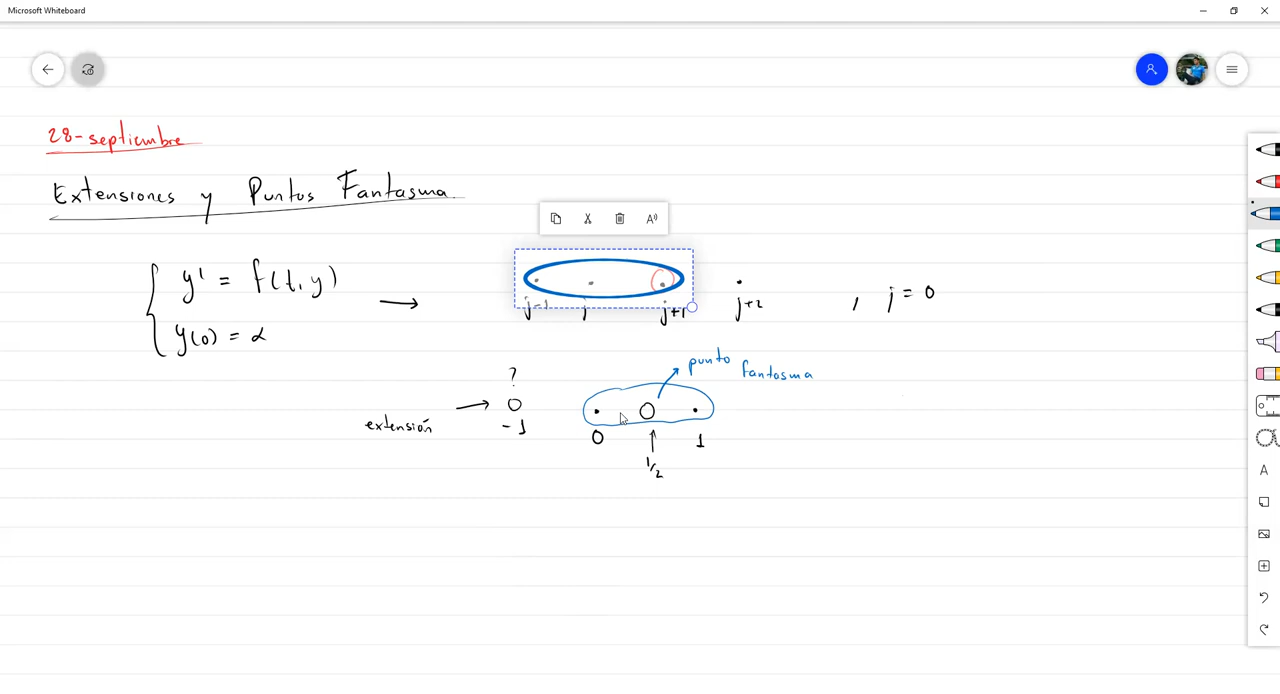 Microsoft Whiteboard
28-septiembre
Extensiones y Puntos Fantasma.
y' = f(t, y)
y(0) = α
j-1 j j+1 j+2 , j = 0
punto fantasma
?
extensión
-1 0 1
1/2